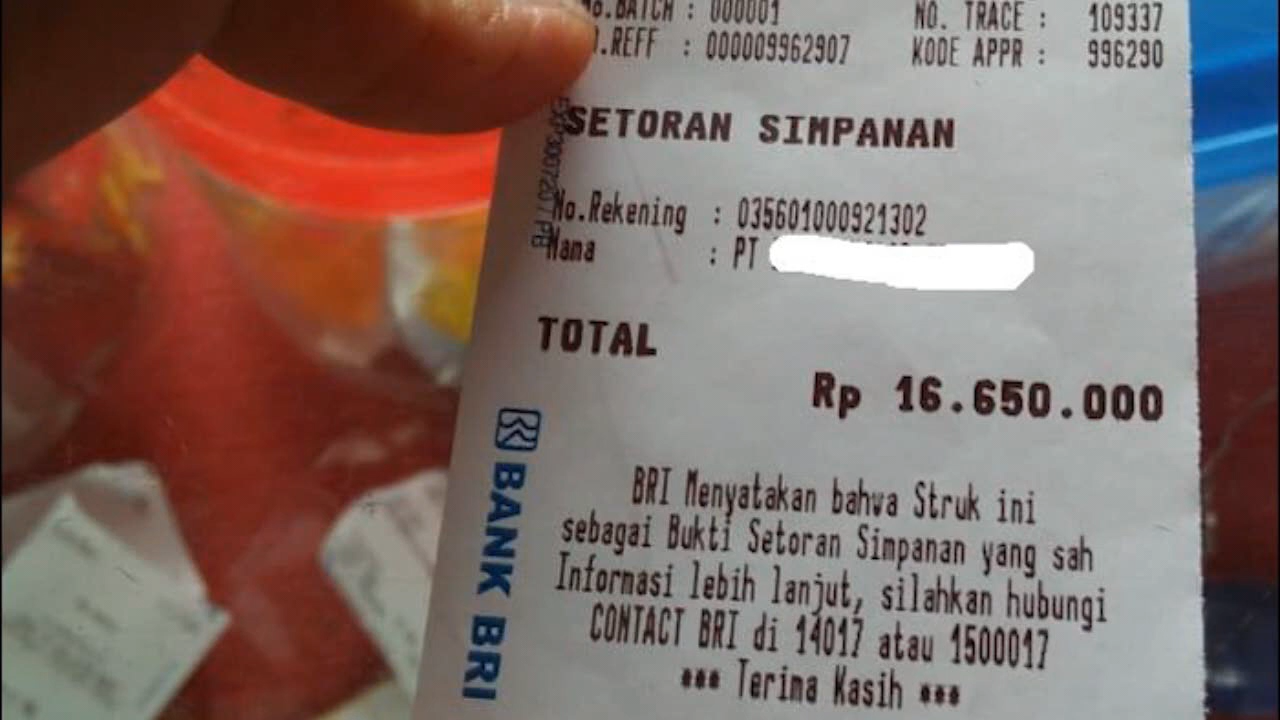 BATCH : 000001 NO. TRACE : 109337
.REFF : 000009962907 KODE APPR : 996290
SETORAN SIMPANAN
No.Rekening : 035601000921302
Nama : PT
TOTAL
Rp 16.650.000
BRI Menyatakan bahwa Struk ini
sebagai Bukti Setoran Simpanan yang sah
Informasi lebih lanjut, silahkan hubungi
CONTACT BRI di 14017 atau 1500017
*** Terima Kasih ***
BANK BRI